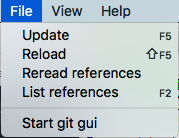 File View Help
Update F5
Reload ⇧F5
Reread references
List references F2
Start git gui